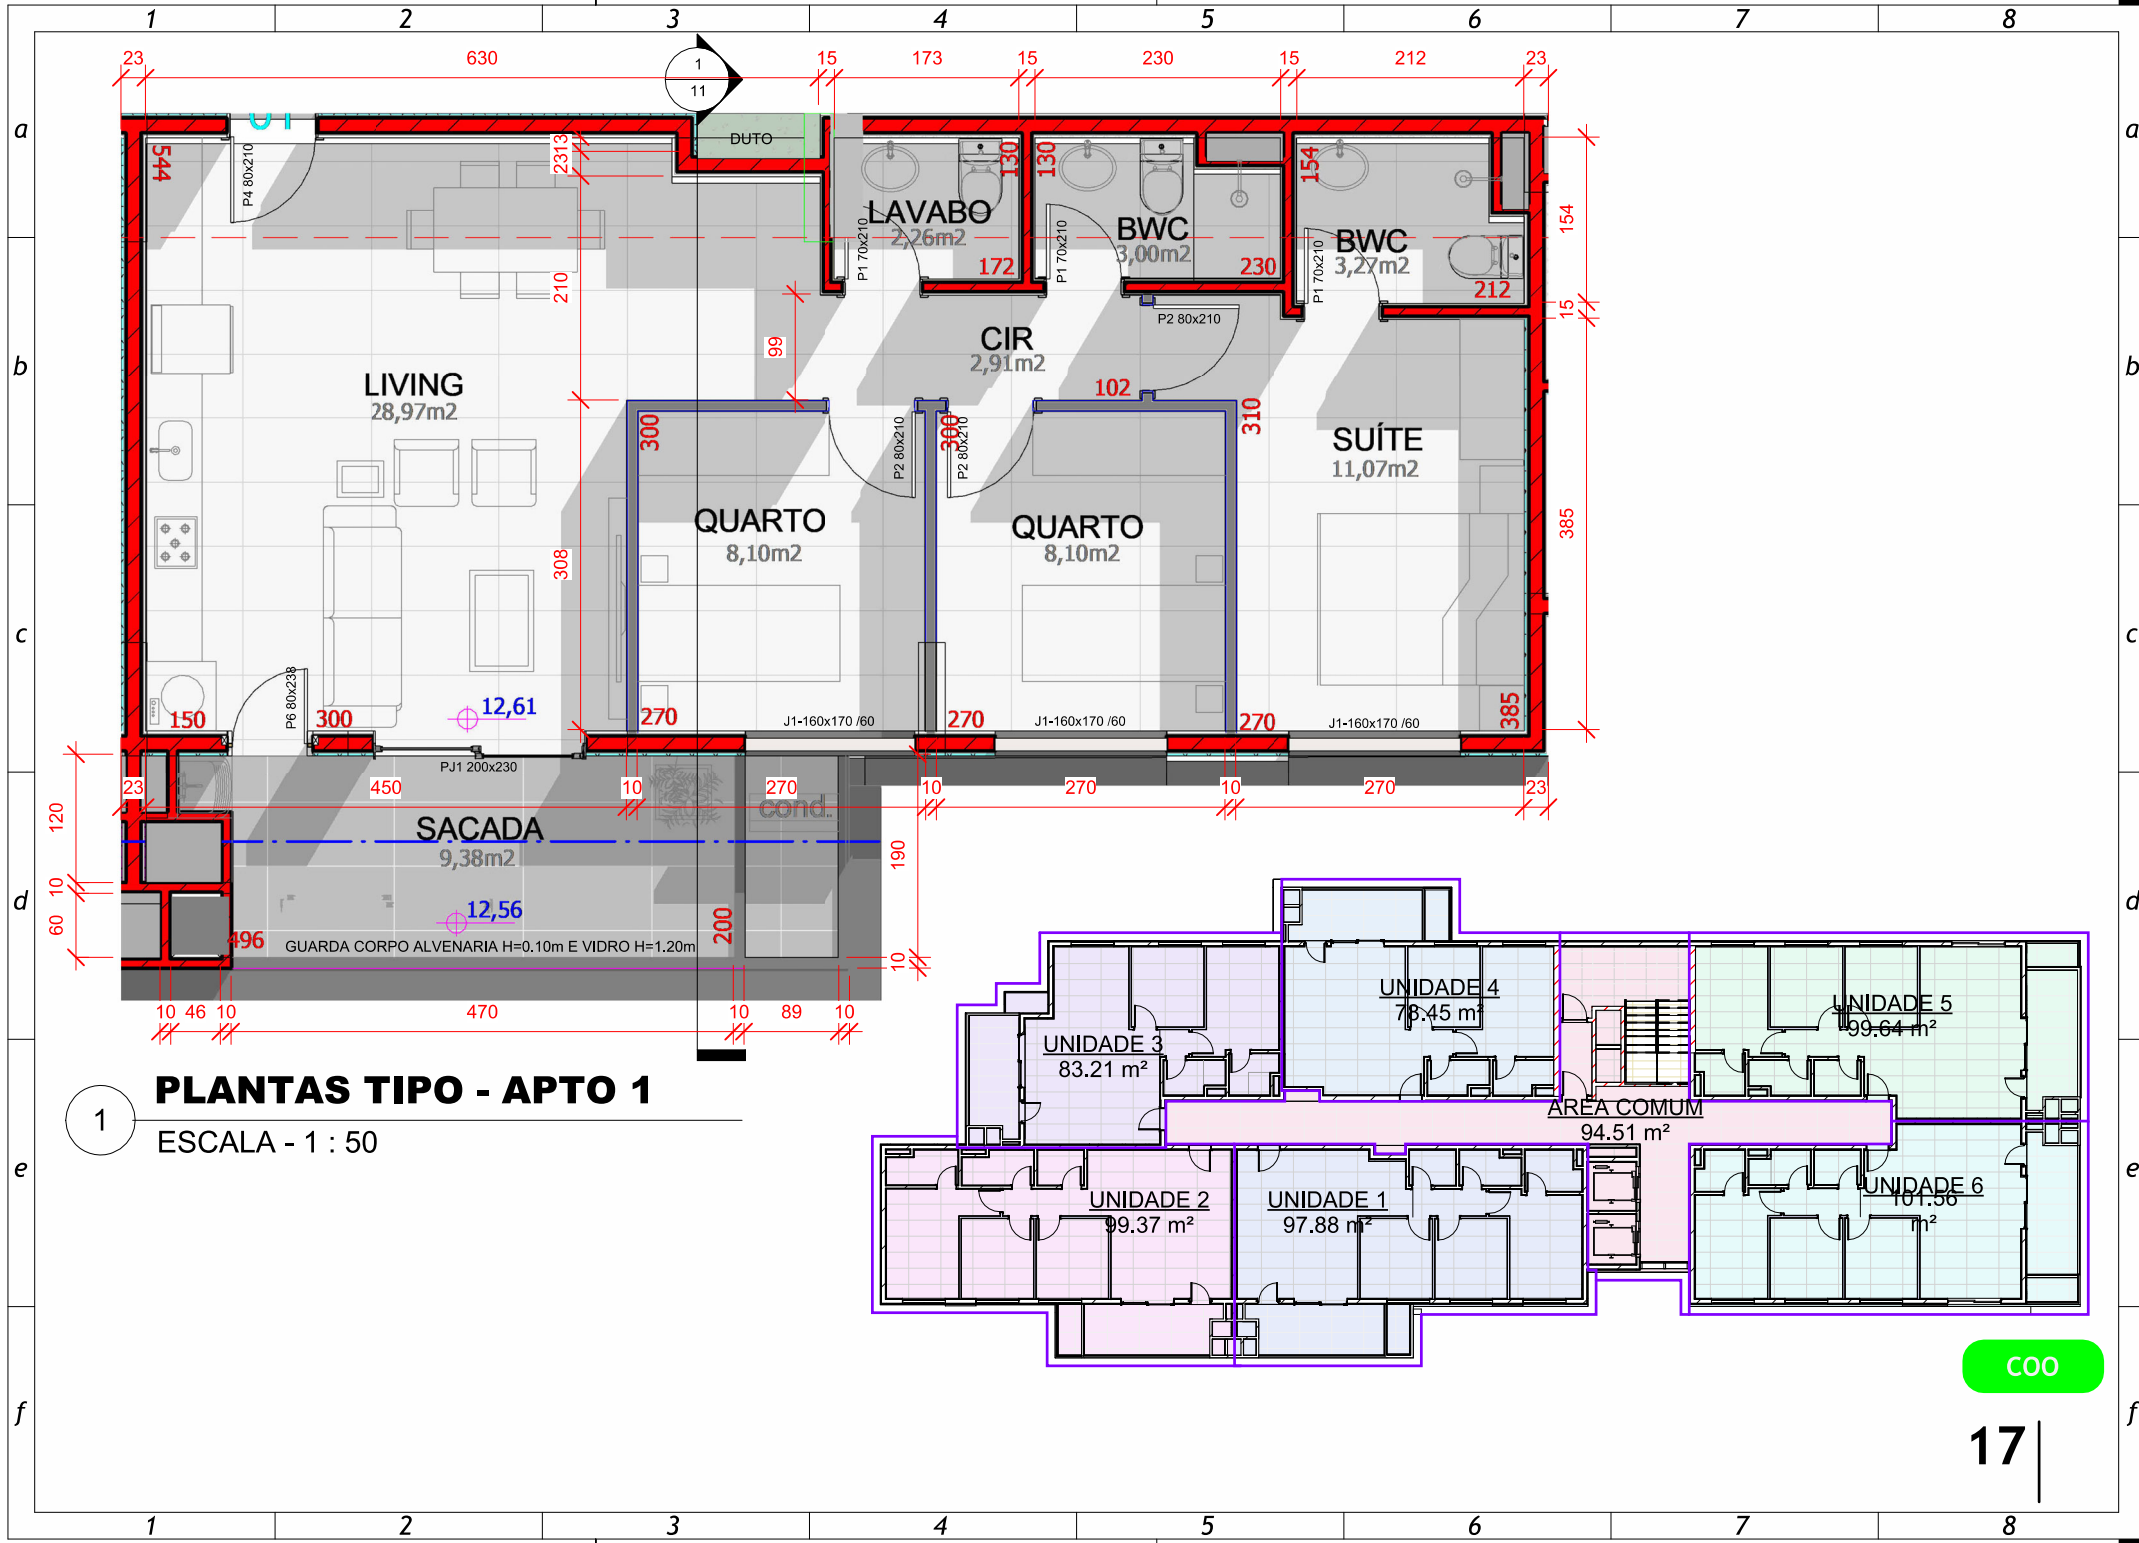 1 2 3 4 5 6 7 8
23 630 15 173 15 230 15 212 23
1
11
a a
DUTO
544
P4 80x210
2313
130
130
154
154
LAVABO
2,26m2
BWC
3,00m2
BWC
3,27m2
P1 70x210
P1 70x210
P1 70x210
172
230
212
15
210
99
CIR
2,91m2
P2 80x210
b b
LIVING
28,97m2
102
300
300
310
P2 80x210
P2 80x210
SUÍTE
11,07m2
QUARTO
8,10m2
QUARTO
8,10m2
308
385
c c
P6 80x238
12,61
150
300
270
J1-160x170 /60
270
J1-160x170 /60
270
J1-160x170 /60
385
PJ1 200x230
23 450 10 270 10 270 10 270 23
cond.
120
SACADA
9,38m2
190
10
60
d d
12,56
496
200
GUARDA CORPO ALVENARIA H=0.10m E VIDRO H=1.20m
10
10 46 10 470 10 89 10
1
PLANTAS TIPO - APTO 1
ESCALA - 1 : 50
UNIDADE 4
78.45 m²
UNIDADE 5
99.64 m²
UNIDADE 3
83.21 m²
AREA COMUM
94.51 m²
e e
UNIDADE 2
99.37 m²
UNIDADE 1
97.88 m²
UNIDADE 6
101.56
m²
coo
f f
17
1 2 3 4 5 6 7 8